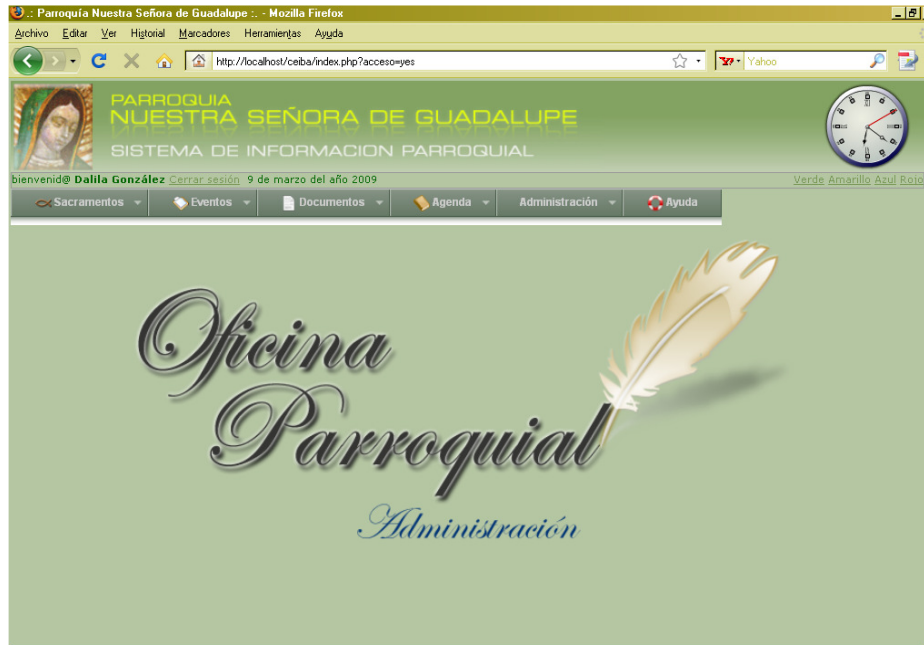 .: Parroquía Nuestra Señora de Guadalupe :. - Mozilla Firefox
Archivo Editar Ver Historial Marcadores Herramientas Ayuda
http://localhost/ceiba/index.php?acceso=yes Yahoo
PARROQUIA
NUESTRA SEÑORA DE GUADALUPE
SISTEMA DE INFORMACION PARROQUIAL
bienvenid@ Dalila González Cerrar sesión 9 de marzo del año 2009 Verde Amarillo Azul Rojo
Sacramentos Eventos Documentos Agenda Administración Ayuda
Oficina
Parroquial
Administración